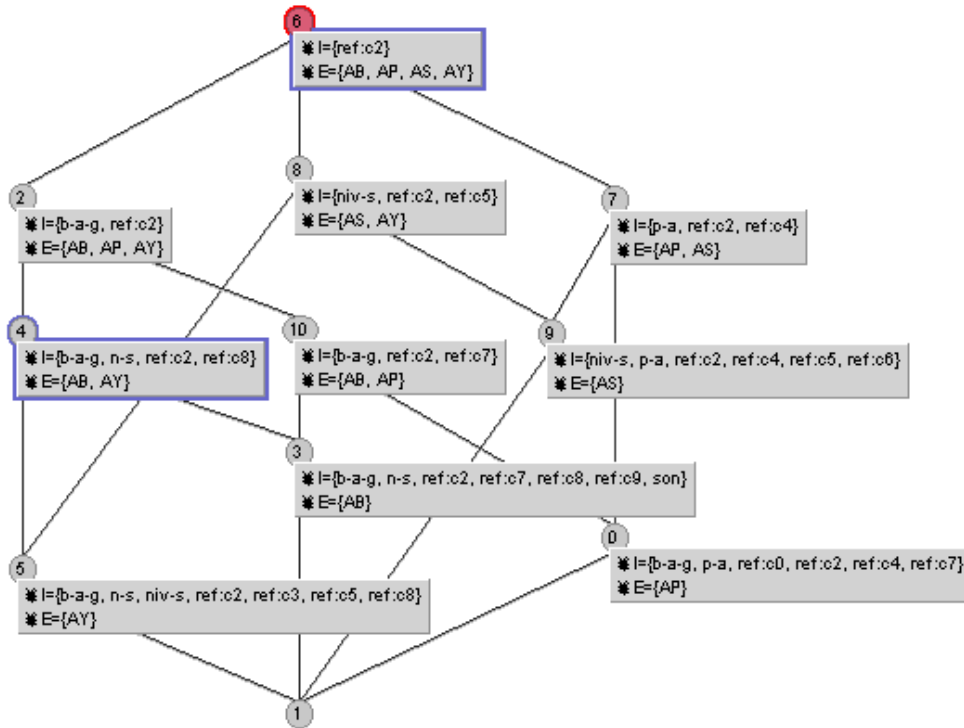 6
I={ref:c2}
E={AB, AP, AS, AY}
8
2
I={niv-s, ref:c2, ref:c5}
E={AS, AY}
7
I={b-a-g, ref:c2}
E={AB, AP, AY}
I={p-a, ref:c2, ref:c4}
E={AP, AS}
4
10
9
I={b-a-g, n-s, ref:c2, ref:c8}
E={AB, AY}
I={b-a-g, ref:c2, ref:c7}
E={AB, AP}
I={niv-s, p-a, ref:c2, ref:c4, ref:c5, ref:c6}
E={AS}
3
I={b-a-g, n-s, ref:c2, ref:c7, ref:c8, ref:c9, son}
E={AB}
0
I={b-a-g, p-a, ref:c0, ref:c2, ref:c4, ref:c7}
E={AP}
5
I={b-a-g, n-s, niv-s, ref:c2, ref:c3, ref:c5, ref:c8}
E={AY}
1